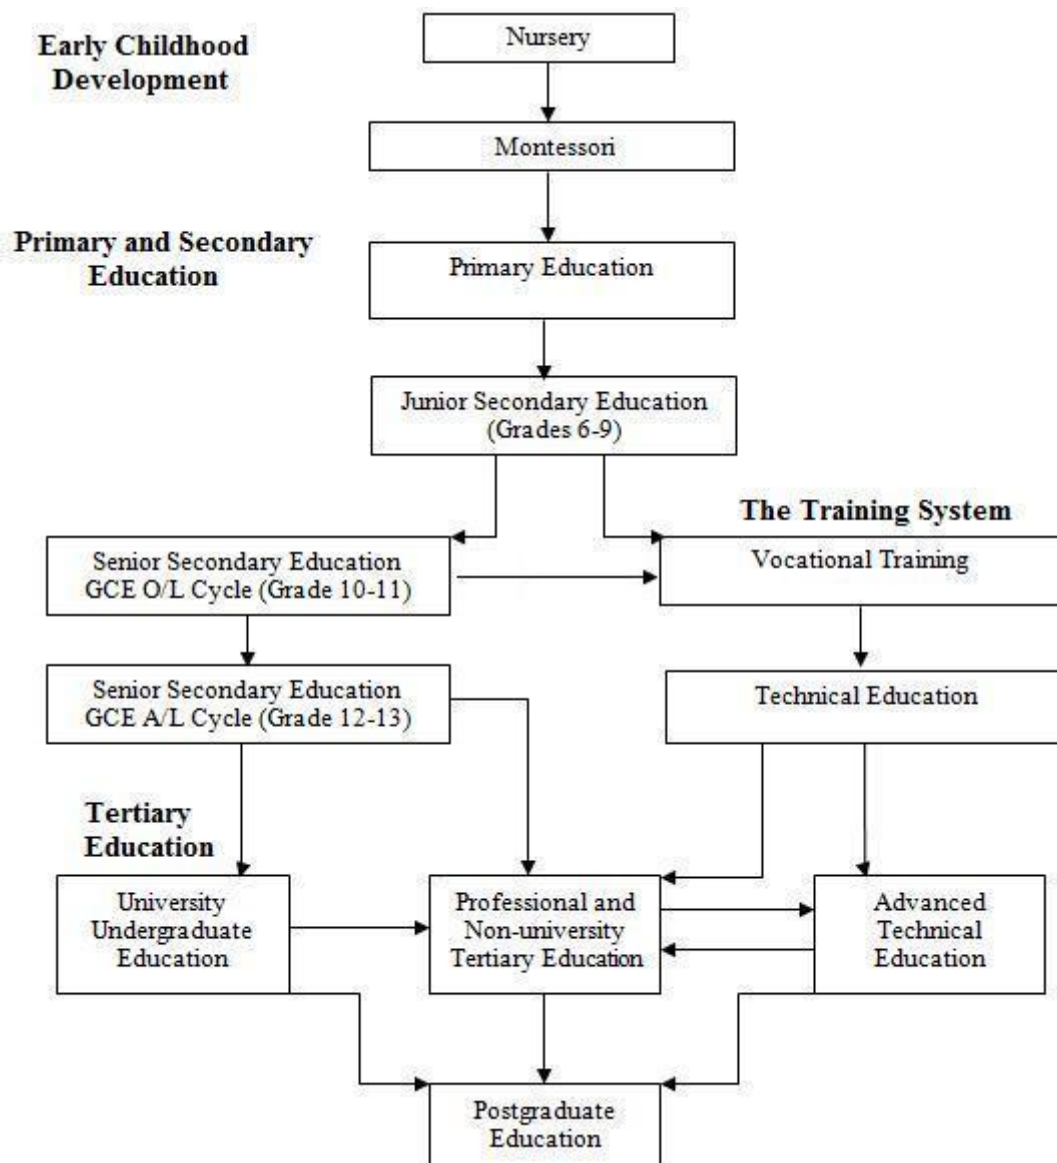 Early Childhood
Development
Nursery
Montessori
Primary and Secondary
Education
Primary Education
Junior Secondary Education
(Grades 6-9)
The Training System
Senior Secondary Education
GCE O/L Cycle (Grade 10-11)
Vocational Training
Senior Secondary Education
GCE A/L Cycle (Grade 12-13)
Technical Education
Tertiary
Education
University
Undergraduate
Education
Professional and
Non-university
Tertiary Education
Advanced
Technical
Education
Postgraduate
Education